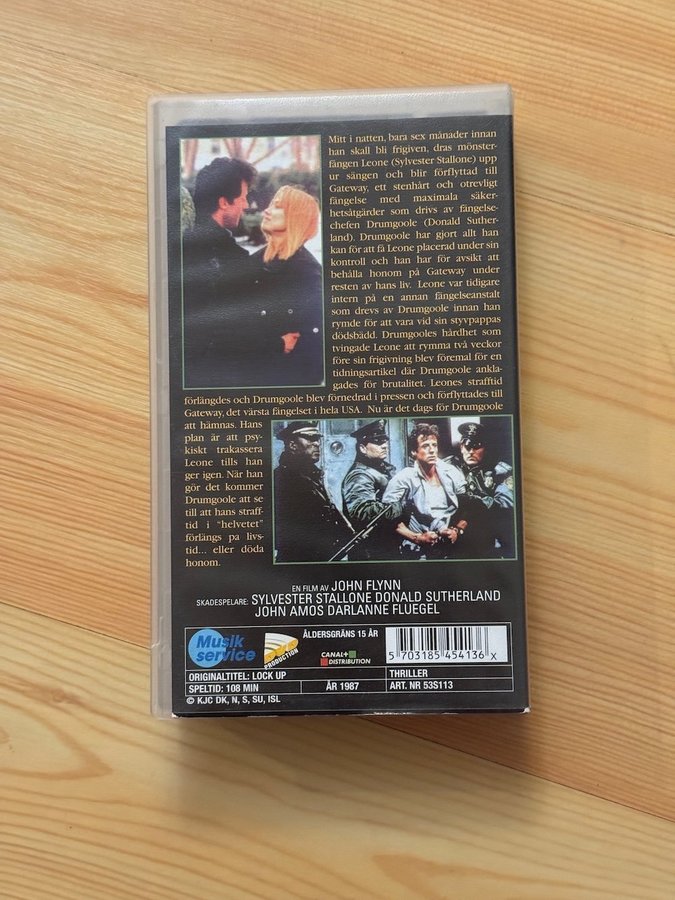 Mitt i natten, bara sex månader innan
han skall bli frigiven, dras mönster-
fången Leone (Sylvester Stallone) upp
ur sängen och blir förflyttad till
Gateway, ett stenhårt och otrevligt
fängelse med maximala säker-
hetsåtgärder som drivs av fängelse-
chefen Drumgoole (Donald Suther-
land). Drumgoole har gjort allt han
kan för att få Leone placerad under sin
kontroll och han har för avsikt att
behålla honom på Gateway under
resten av hans liv. Leone var tidigare
intern på en annan fängelseanstalt
som drevs av Drumgoole innan han
rymde för att vara vid sin styvpappas
dödsbädd. Drumgooles hårdhet som
tvingade Leone att rymma två veckor
före sin frigivning blev föremål för en
tidningsartikel där Drumgoole ankla-
gades för brutalitet. Leones strafftid
förlängdes och Drumgoole blev förnedrad i pressen och förflyttades till
Gateway, det värsta fängelset i hela USA. Nu är det dags för Drumgoole
att hämnas. Hans
plan är att psy-
kiskt trakassera
Leone tills han
ger igen. När han
gör det kommer
Drumgoole att se
till att hans straff-
tid i "helvetet"
förlängs pa livs-
tid... eller döda
honom.
EN FILM AV JOHN FLYNN
SKADESPELARE: SYLVESTER STALLONE DONALD SUTHERLAND
JOHN AMOS DARLANNE FLUEGEL
Musik
service
PRODUCTION
ÅLDERSGRÄNS 15 ÅR
CANAL+
DISTRIBUTION
5 703185 454136 X
ORIGINALTITEL: LOCK UP
THRILLER
SPELTID: 108 MIN
ÅR 1987
ART. NR 53S113
© KJC DK, N, S, SU, ISL